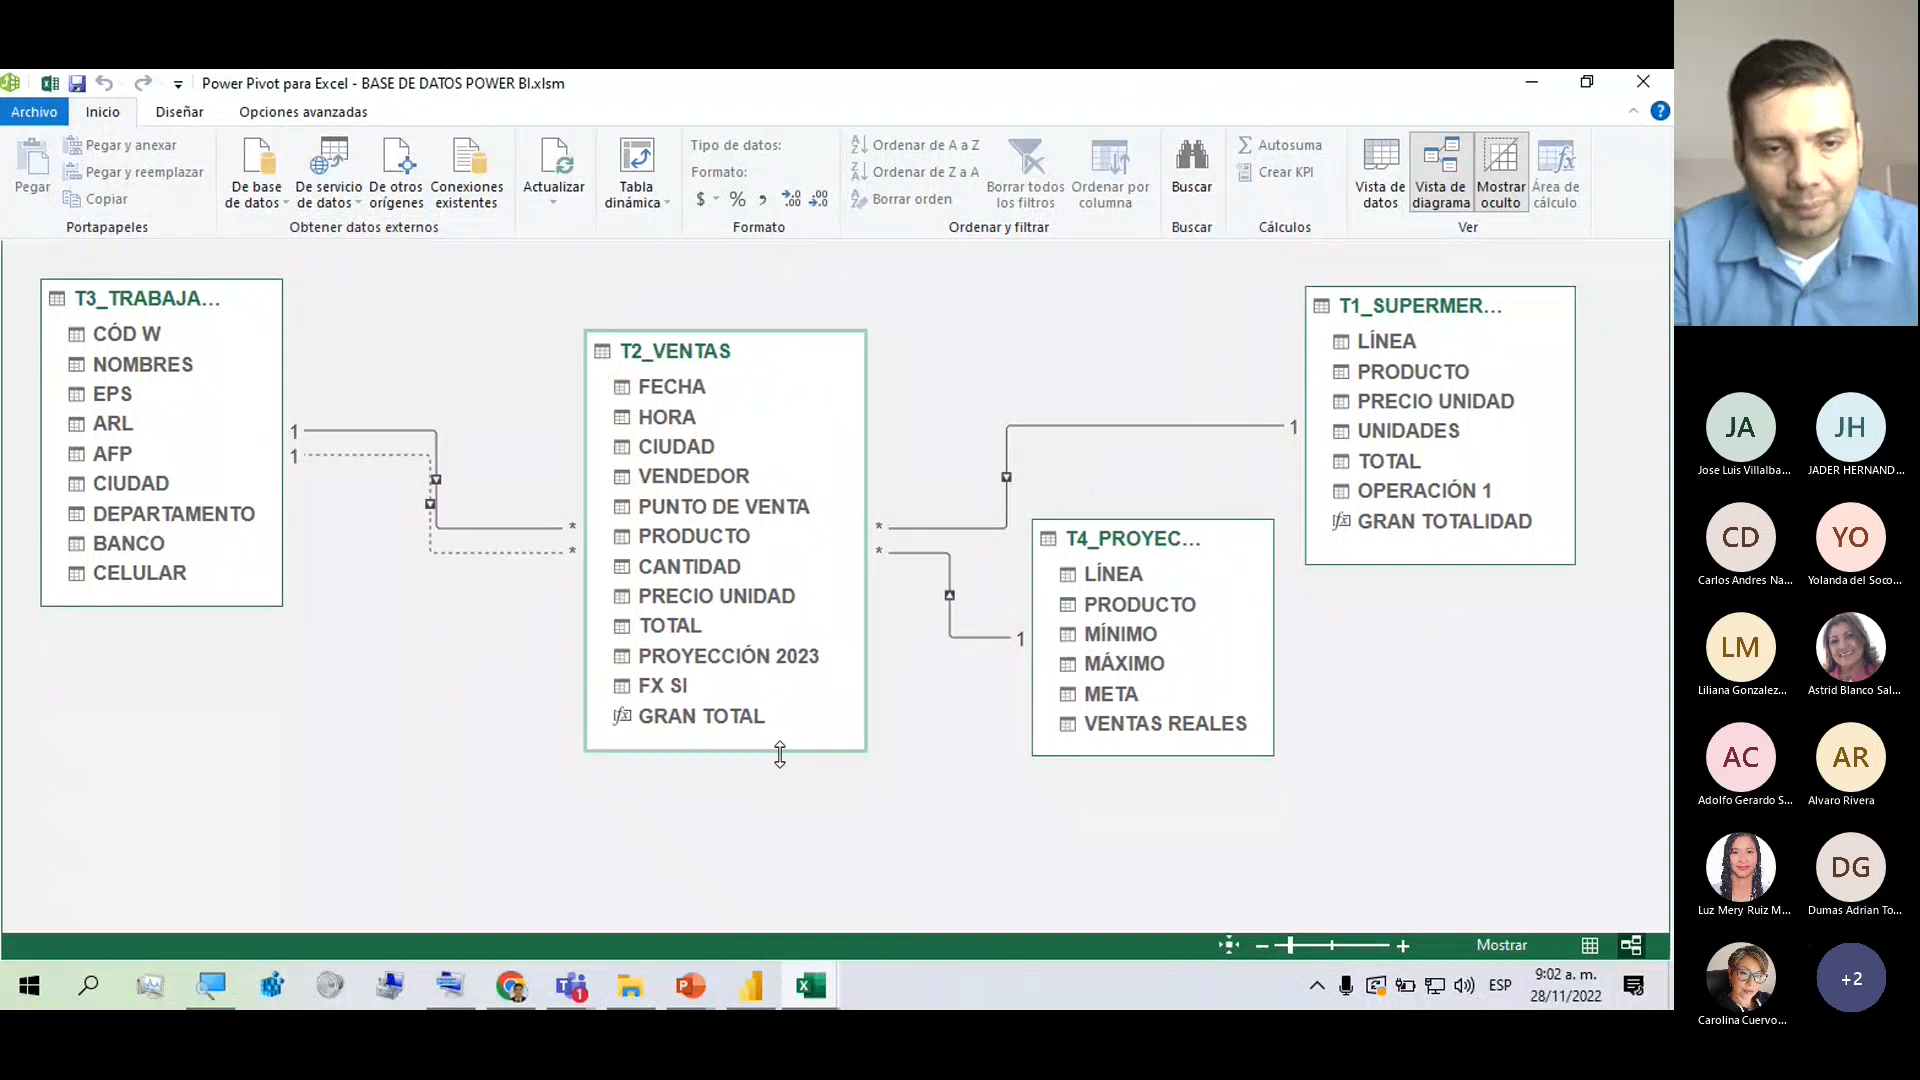 Power Pivot para Excel - BASE DE DATOS POWER BI.xlsm
Archivo
Inicio
Diseñar
Opciones avanzadas
Pegar
Pegar y anexar
Pegar y reemplazar
Copiar
Portapapeles
De base de datos
De servicio de datos
De otros orígenes
Conexiones existentes
Obtener datos externos
Actualizar
Tabla dinámica
Tipo de datos:
Formato:
$ % ,
Formato
Ordenar de A a Z
Ordenar de Z a A
Borrar orden
Borrar todos los filtros
Ordenar por columna
Ordenar y filtrar
Buscar
Buscar
Autosuma
Crear KPI
Cálculos
Vista de datos
Vista de diagrama
Mostrar oculto
Área de cálculo
Ver
T3_TRABAJA...
CÓD W
NOMBRES
EPS
ARL
AFP
CIUDAD
DEPARTAMENTO
BANCO
CELULAR
1
1
*
*
T2_VENTAS
FECHA
HORA
CIUDAD
VENDEDOR
PUNTO DE VENTA
PRODUCTO
CANTIDAD
PRECIO UNIDAD
TOTAL
PROYECCIÓN 2023
FX SI
GRAN TOTAL
*
*
1
1
T4_PROYEC...
LÍNEA
PRODUCTO
MÍNIMO
MÁXIMO
META
VENTAS REALES
T1_SUPERMER...
LÍNEA
PRODUCTO
PRECIO UNIDAD
UNIDADES
TOTAL
OPERACIÓN 1
GRAN TOTALIDAD
Mostrar
ESP
9:02 a. m.
28/11/2022
JA
Jose Luis Villalba...
JH
JADER HERNAND...
CD
Carlos Andres Na...
YO
Yolanda del Soco...
LM
Liliana Gonzalez...
Astrid Blanco Sal...
AC
Adolfo Gerardo S...
AR
Alvaro Rivera
Luz Mery Ruiz M...
DG
Dumas Adrian To...
Carolina Cuervo...
+2